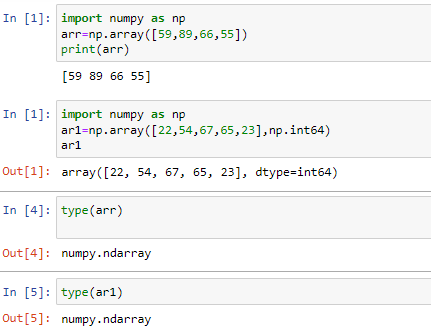 In [1]: import numpy as np
arr=np.array([59,89,66,55])
print(arr)
[59 89 66 55]
In [1]: import numpy as np
ar1=np.array([22,54,67,65,23],np.int64)
ar1
Out[1]: array([22, 54, 67, 65, 23], dtype=int64)
In [4]: type(arr)
Out[4]: numpy.ndarray
In [5]: type(ar1)
Out[5]: numpy.ndarray